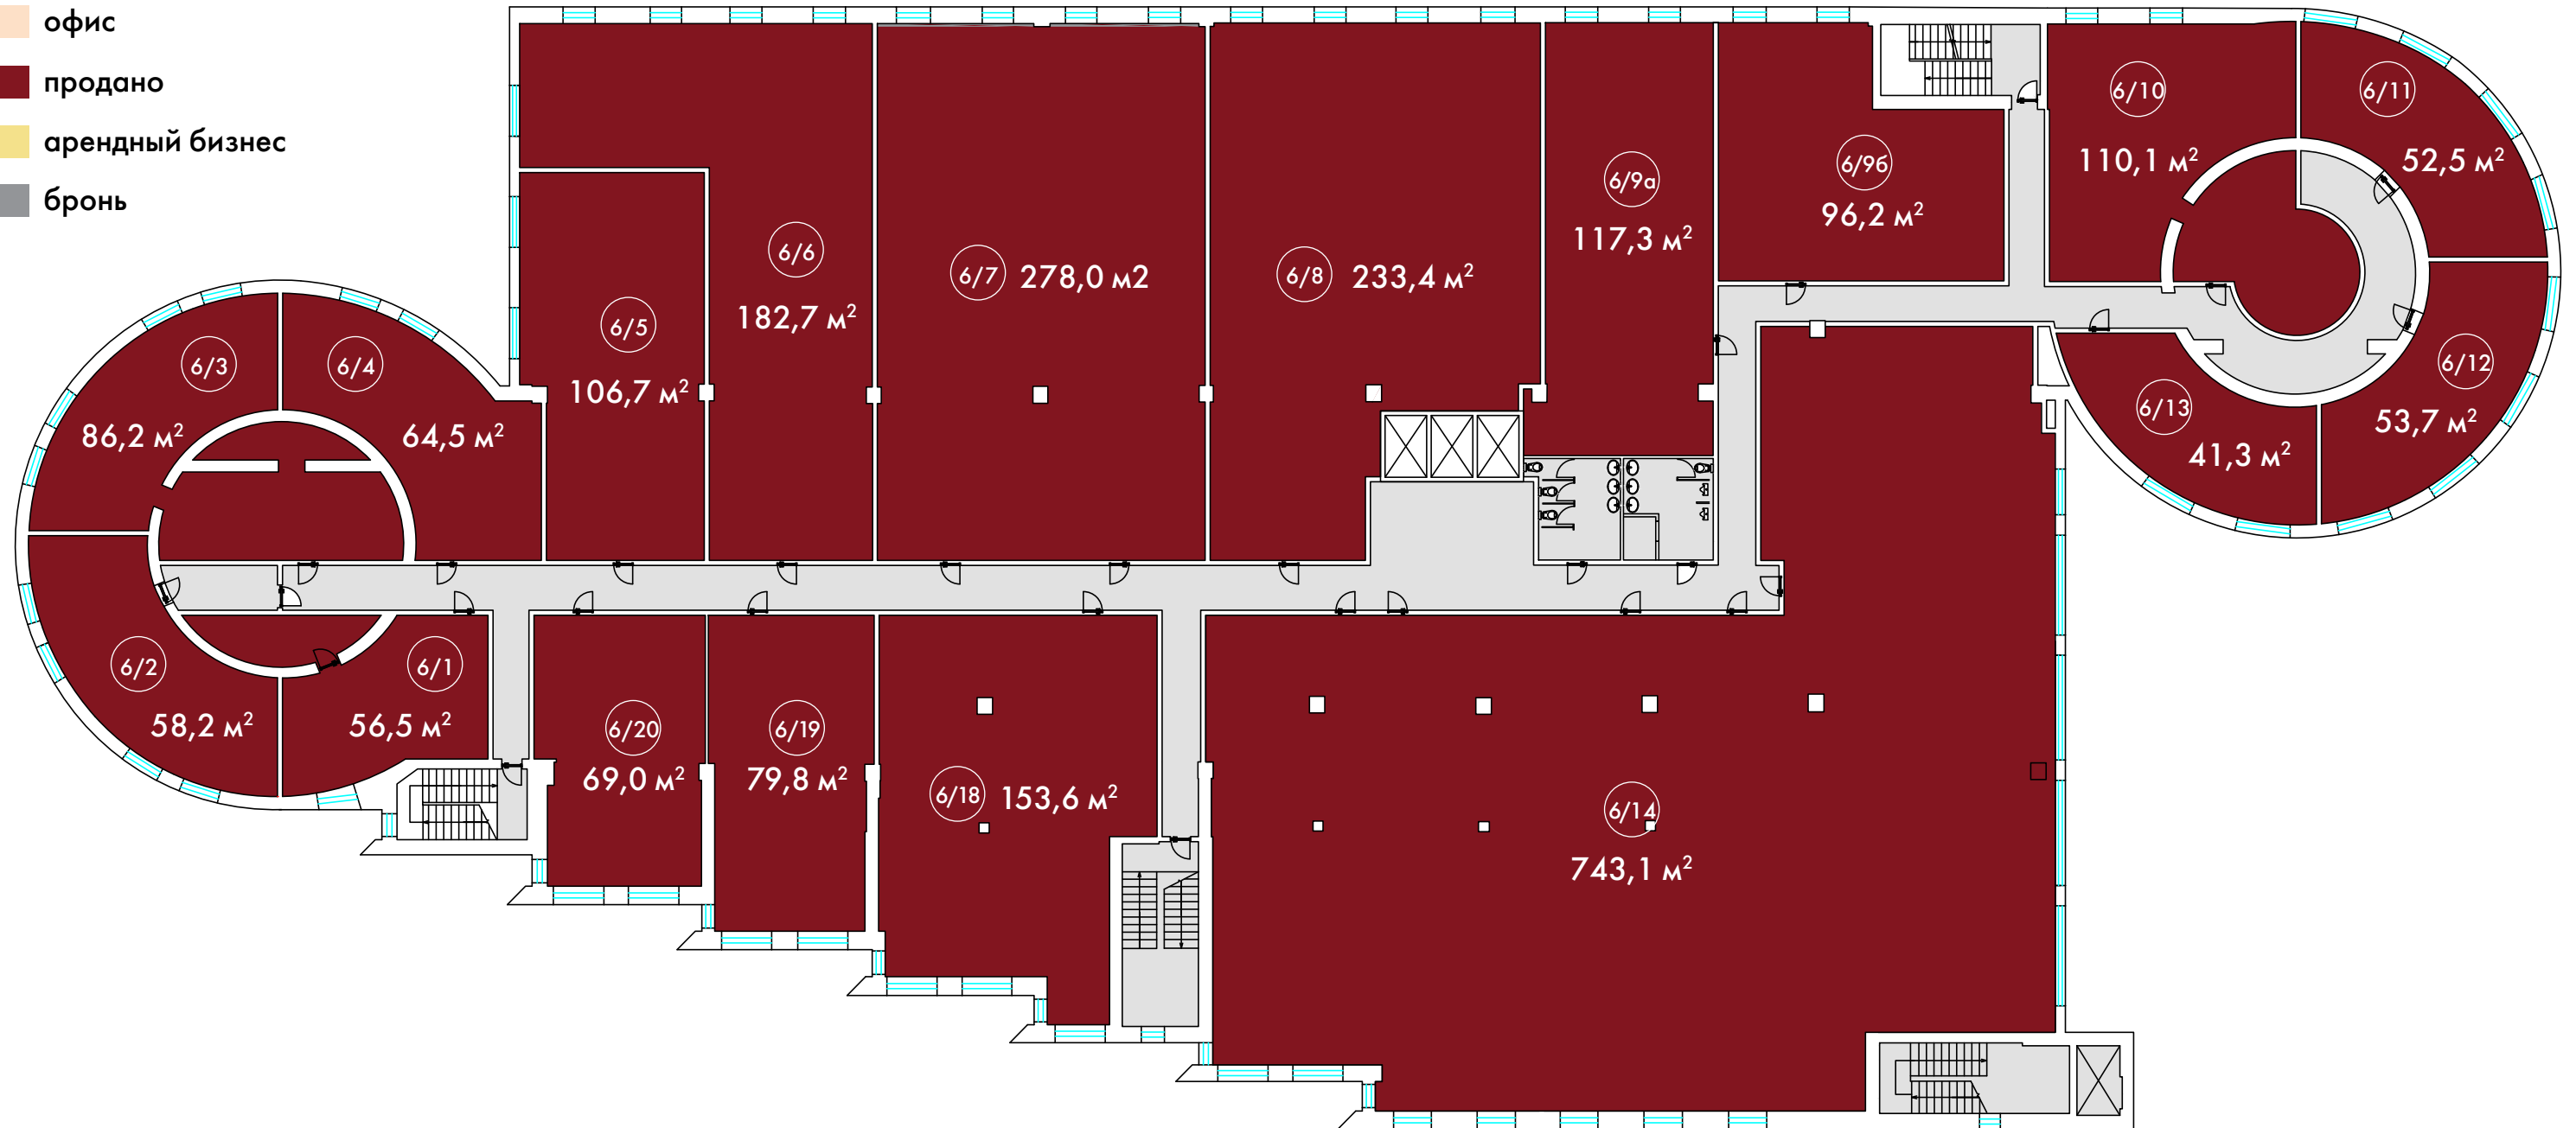 офис
продано
арендный бизнес
бронь
6/10
110,1 м²
6/11
52,5 м²
6/9а
117,3 м²
6/9б
96,2 м²
6/6
182,7 м²
6/7 278,0 м2
6/8 233,4 м²
6/5
106,7 м²
6/3
86,2 м²
6/4
64,5 м²
6/12
53,7 м²
6/13
41,3 м²
6/2
58,2 м²
6/1
56,5 м²
6/20
69,0 м²
6/19
79,8 м²
6/18 153,6 м²
6/14
743,1 м²